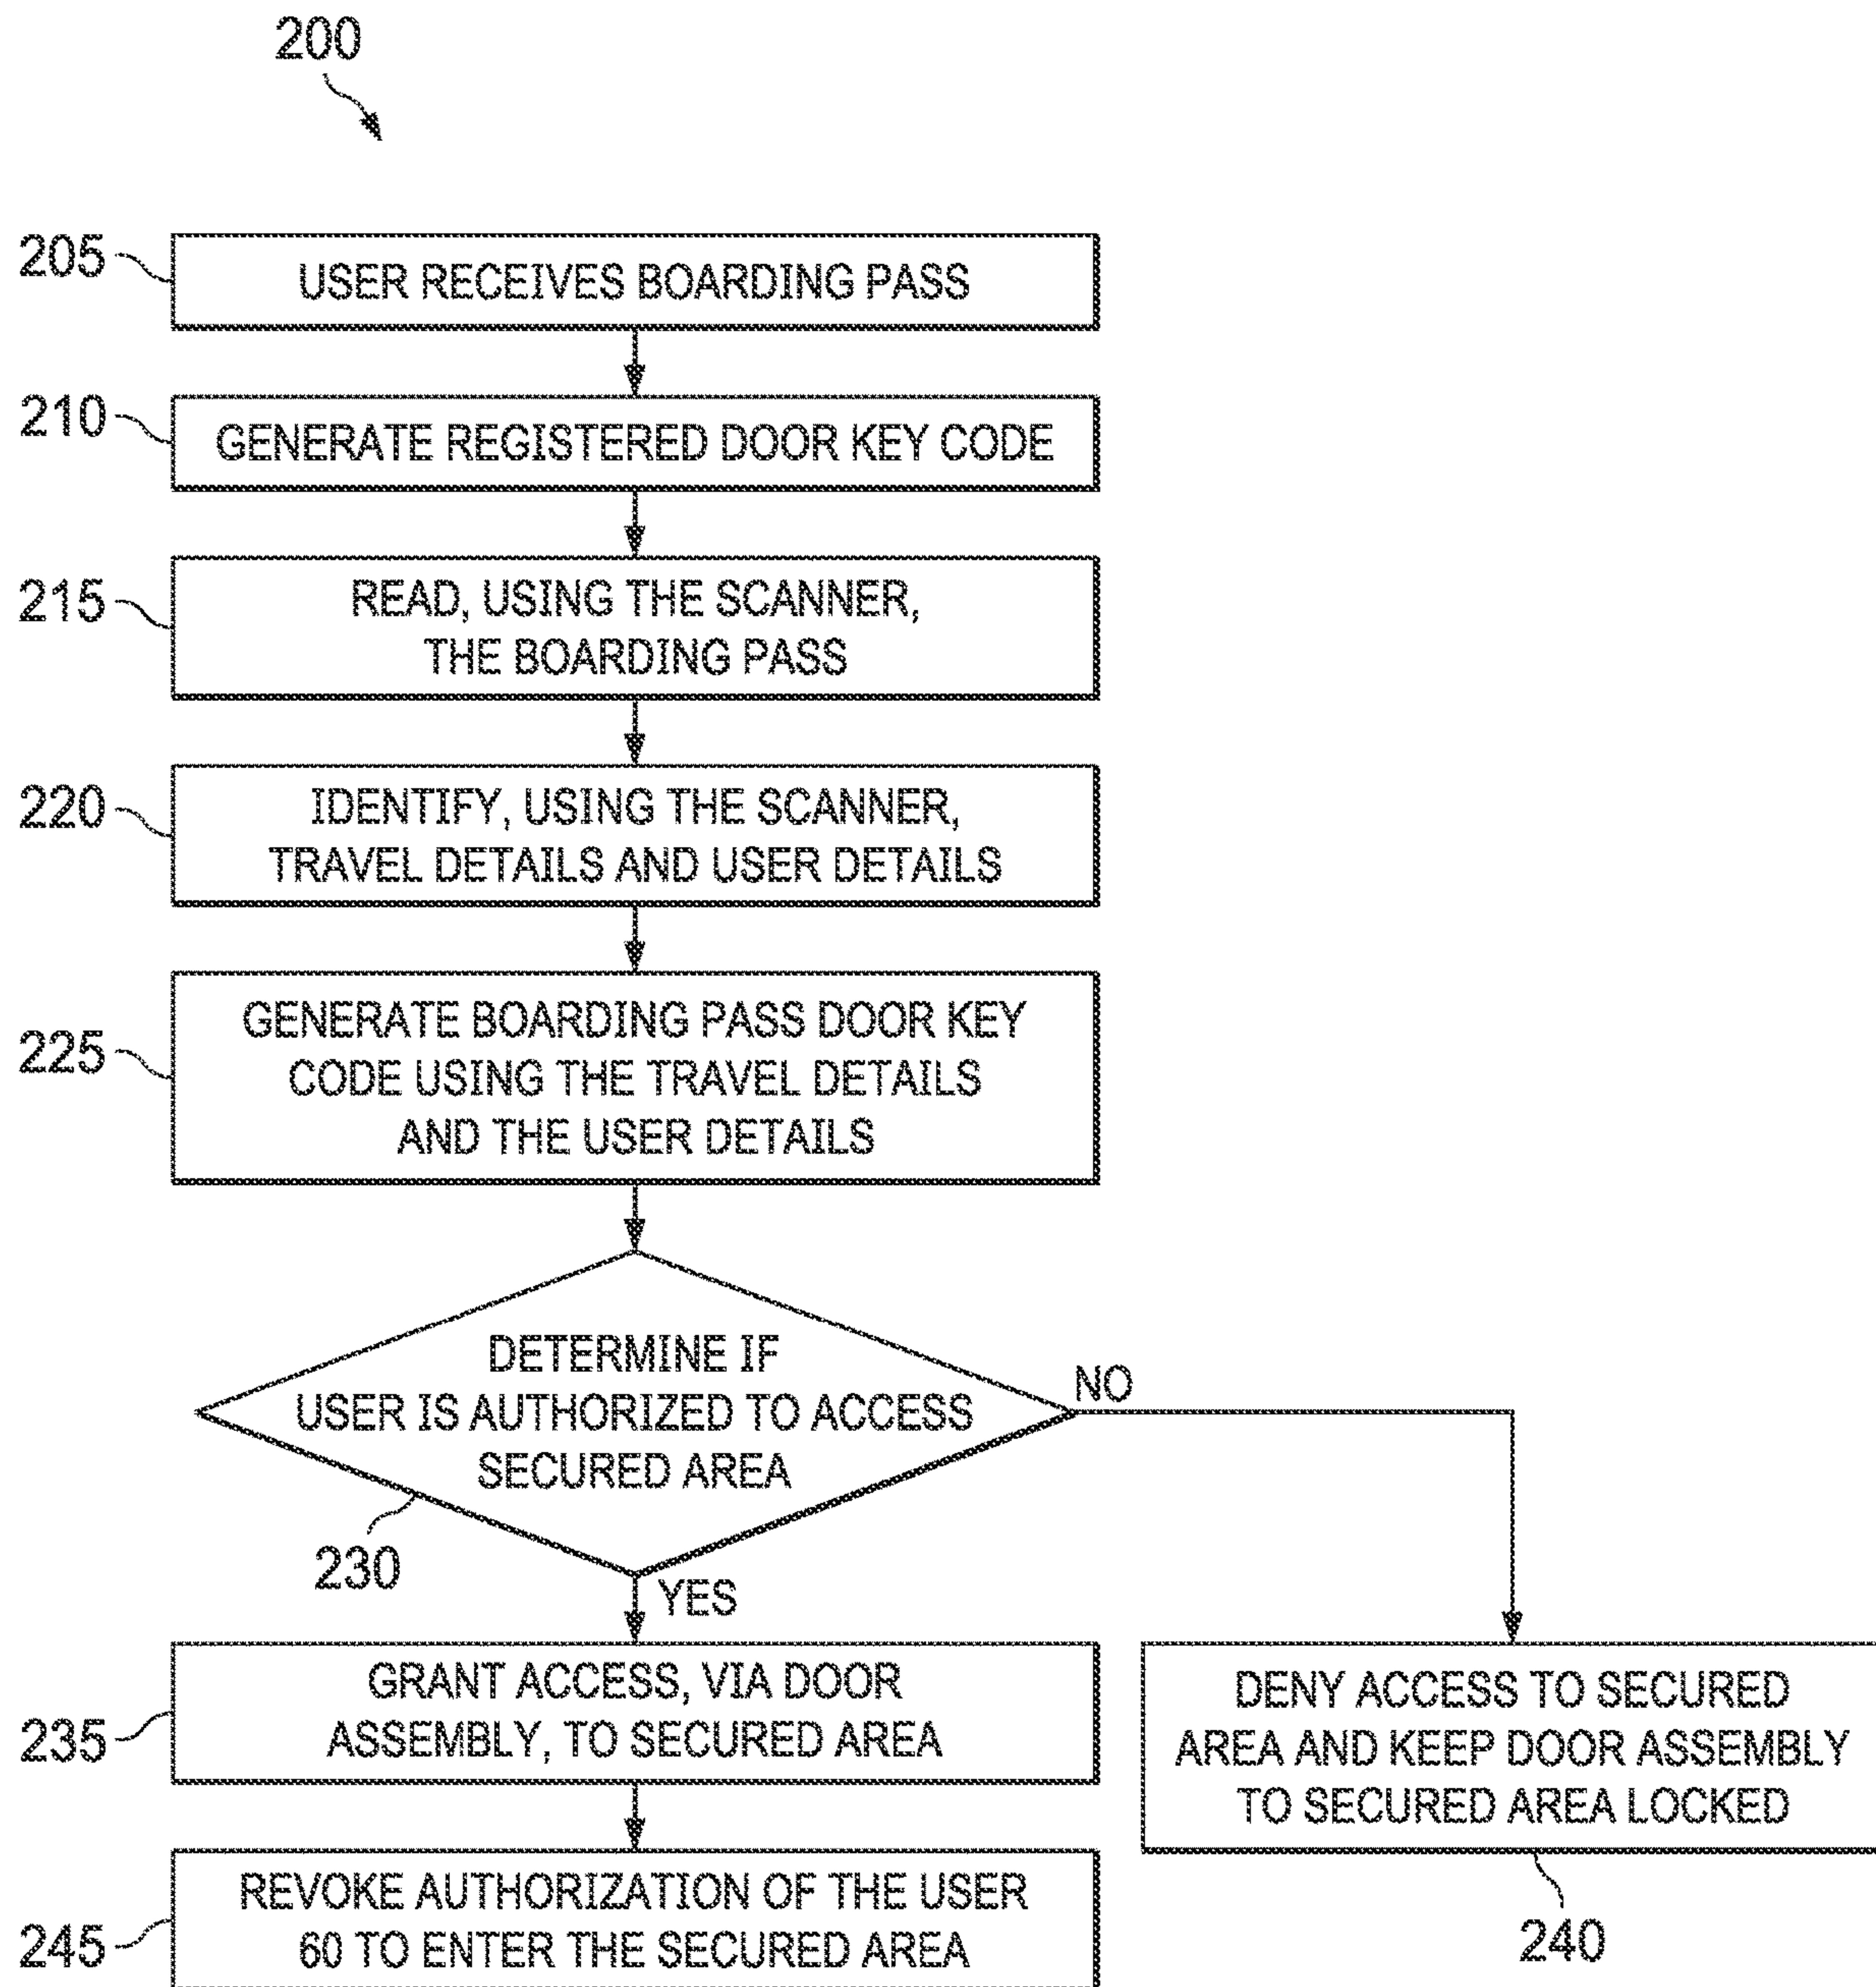 200
205
USER RECEIVES BOARDING PASS
210
GENERATE REGISTERED DOOR KEY CODE
215
READ, USING THE SCANNER,
THE BOARDING PASS
220
IDENTIFY, USING THE SCANNER,
TRAVEL DETAILS AND USER DETAILS
225
GENERATE BOARDING PASS DOOR KEY
CODE USING THE TRAVEL DETAILS
AND THE USER DETAILS
DETERMINE IF
USER IS AUTHORIZED TO ACCESS
SECURED AREA
NO
230
YES
235
GRANT ACCESS, VIA DOOR
ASSEMBLY, TO SECURED AREA
DENY ACCESS TO SECURED
AREA AND KEEP DOOR ASSEMBLY
TO SECURED AREA LOCKED
240
245
REVOKE AUTHORIZATION OF THE USER
60 TO ENTER THE SECURED AREA